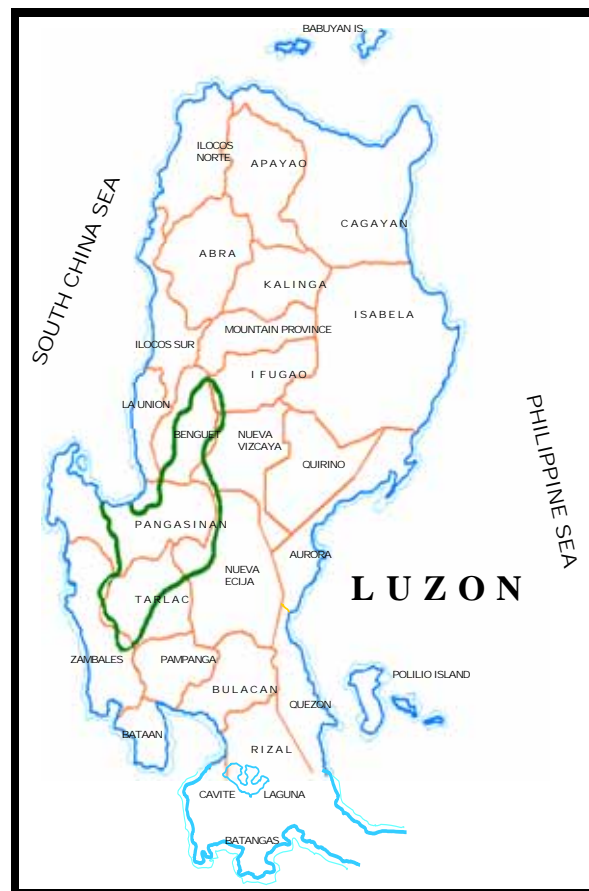 BABUYAN IS.
ILOCOS
NORTE
APAYAO
CAGAYAN
SOUTH CHINA SEA
ABRA
KALINGA
ISABELA
MOUNTAIN PROVINCE
ILOCOS SUR
IFUGAO
LA UNION
BENGUET
NUEVA
VIZCAYA
QUIRINO
PHILIPPINE SEA
PANGASINAN
AURORA
NUEVA
ECIJA
LUZON
TARLAC
ZAMBALES
PAMPANGA
POLILIO ISLAND
BULACAN
QUEZON
BATAAN
RIZAL
CAVITE
LAGUNA
BATANGAS